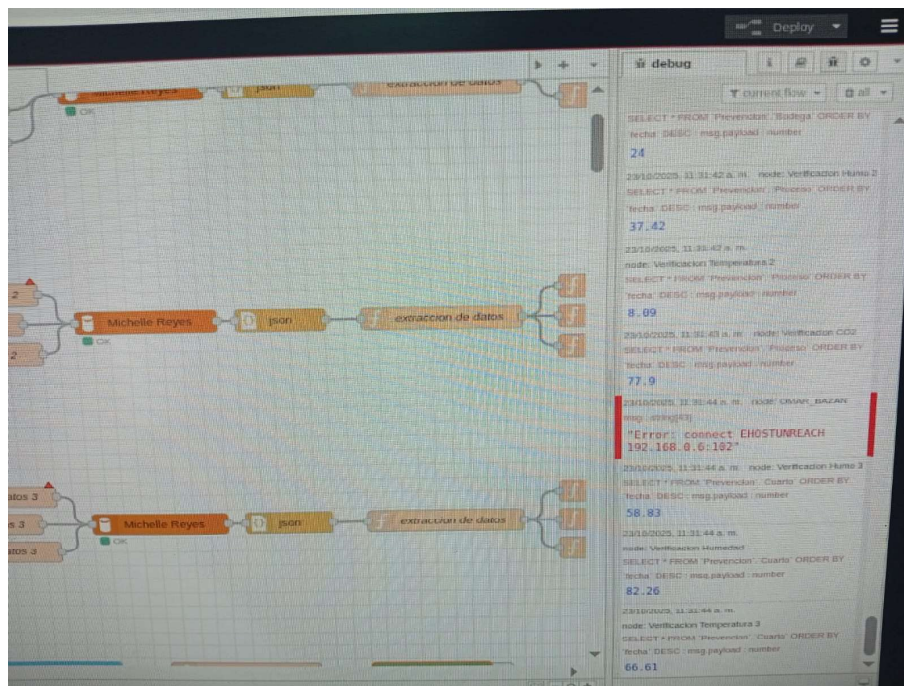 Deploy
debug
current flow
all
Michelle Reyes
json
extraccion de datos
OK
2
Michelle Reyes
json
extraccion de datos
OK
2
atos 3
s 3
atos 3
Michelle Reyes
json
extraccion de datos
OK
SELECT * FROM `Prevencion`.`Bodega` ORDER BY
`fecha` DESC : msg.payload : number
24
23/10/2025, 11:31:42 a. m. node: Verificacion Humo 2
SELECT * FROM `Prevencion`.`Proceso` ORDER BY
`fecha` DESC : msg.payload : number
37.42
23/10/2025, 11:31:42 a. m.
node: Verificacion Temperatura 2
SELECT * FROM `Prevencion`.`Proceso` ORDER BY
`fecha` DESC : msg.payload : number
8.09
23/10/2025, 11:31:43 a. m. node: Verificacion CO2
SELECT * FROM `Prevencion`.`Proceso` ORDER BY
`fecha` DESC : msg.payload : number
77.9
23/10/2025, 11:31:44 a. m. node: OMAR_BAZAN
msg : string[43]
"Error: connect EHOSTUNREACH
192.168.0.6:102"
23/10/2025, 11:31:44 a. m. node: Verificacion Humo 3
SELECT * FROM `Prevencion`.`Cuarto` ORDER BY
`fecha` DESC : msg.payload : number
58.83
23/10/2025, 11:31:44 a. m.
node: Verificacion Humedad
SELECT * FROM `Prevencion`.`Cuarto` ORDER BY
`fecha` DESC : msg.payload : number
82.26
23/10/2025, 11:31:44 a. m.
node: Verificacion Temperatura 3
SELECT * FROM `Prevencion`.`Cuarto` ORDER BY
`fecha` DESC : msg.payload : number
66.61